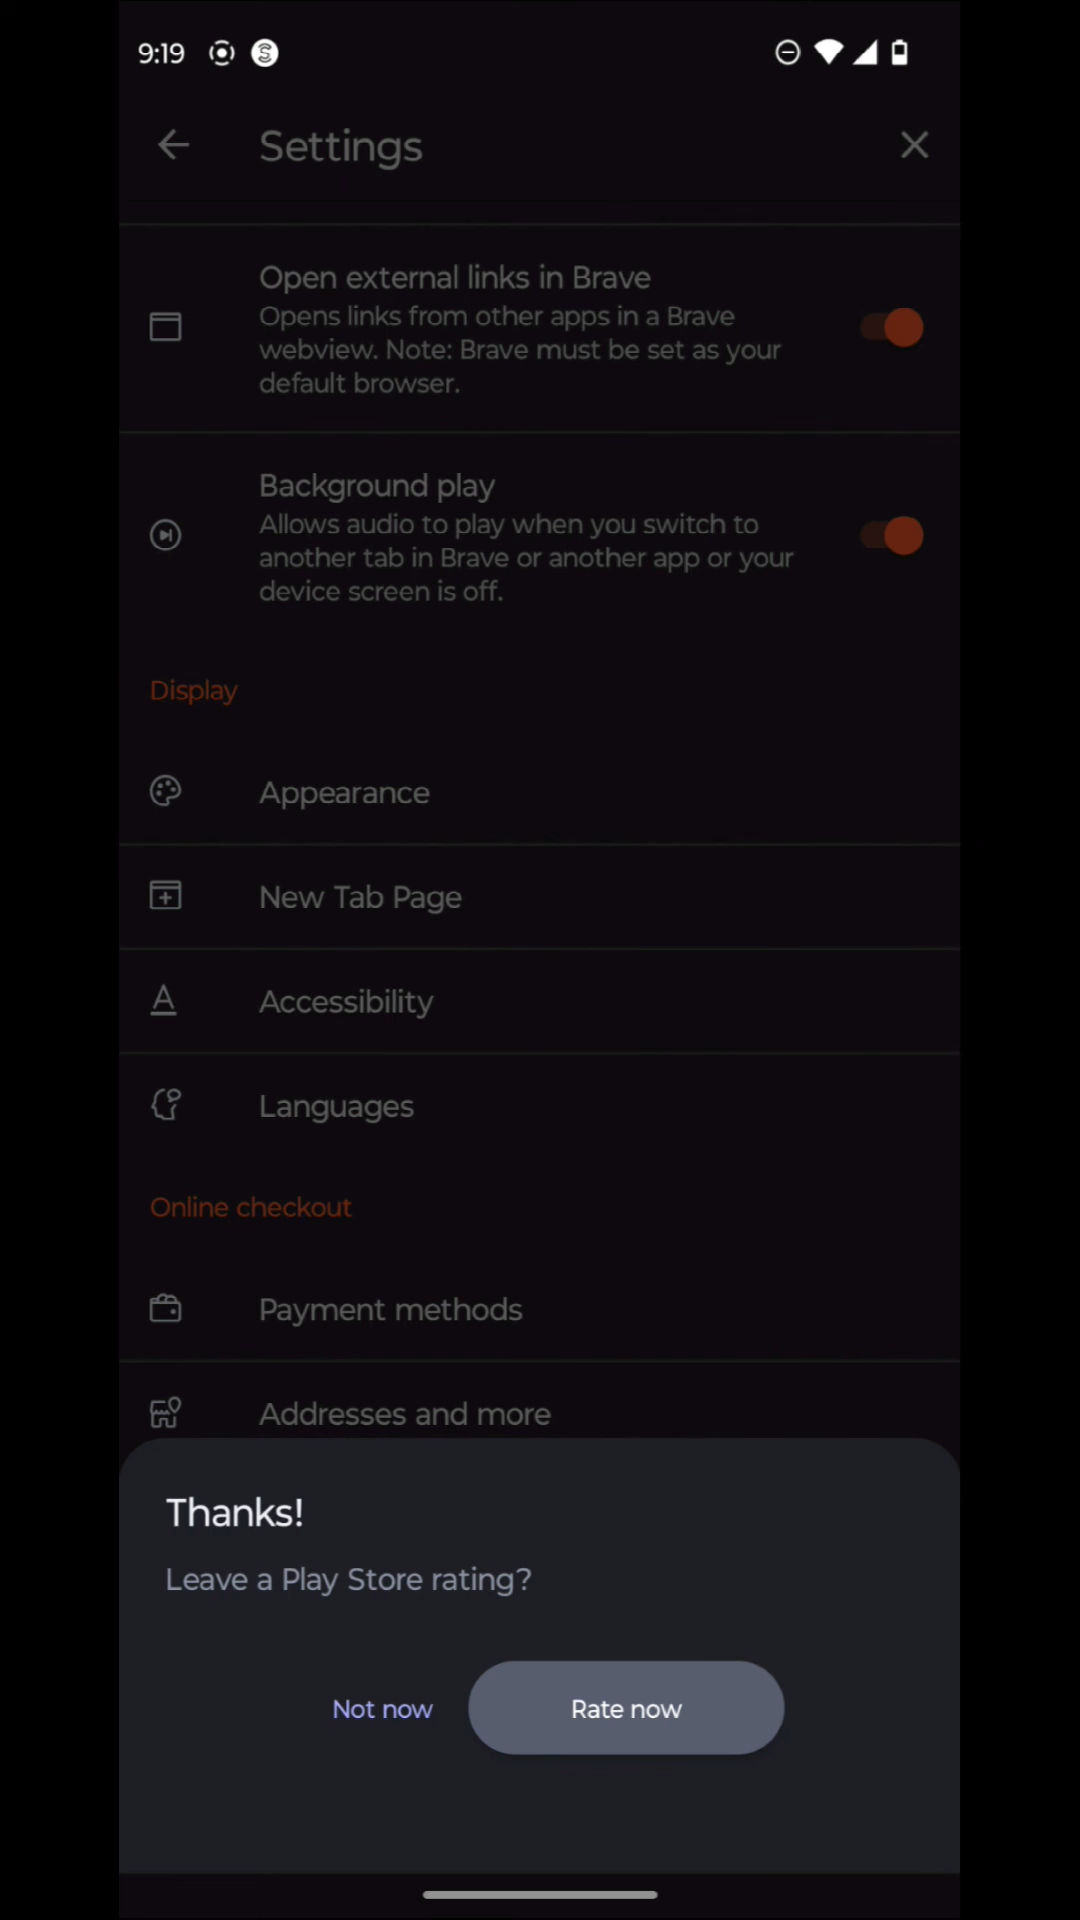 9:19
Settings
Open external links in Brave
Opens links from other apps in a Brave
webview. Note: Brave must be set as your
default browser.
Background play
Allows audio to play when you switch to
another tab in Brave or another app or your
device screen is off.
Display
Appearance
New Tab Page
Accessibility
Languages
Online checkout
Payment methods
Addresses and more
Thanks!
Leave a Play Store rating?
Not now
Rate now